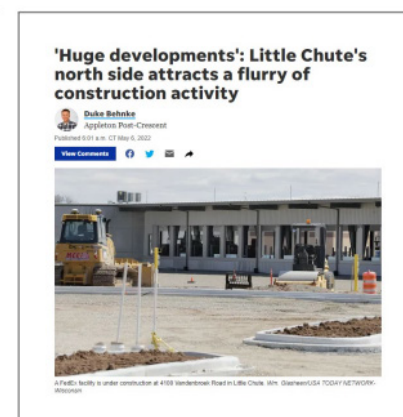 'Huge developments': Little Chute's
north side attracts a flurry of
construction activity
Duke Behnke
Appleton Post-Crescent
Published 6:01 a.m. CT May 6, 2022
View Comments
A FedEx facility is under construction at 4100 Vandenbroek Road in Little Chute. Wm. Glasheen/USA TODAY NETWORK-
Wisconsin